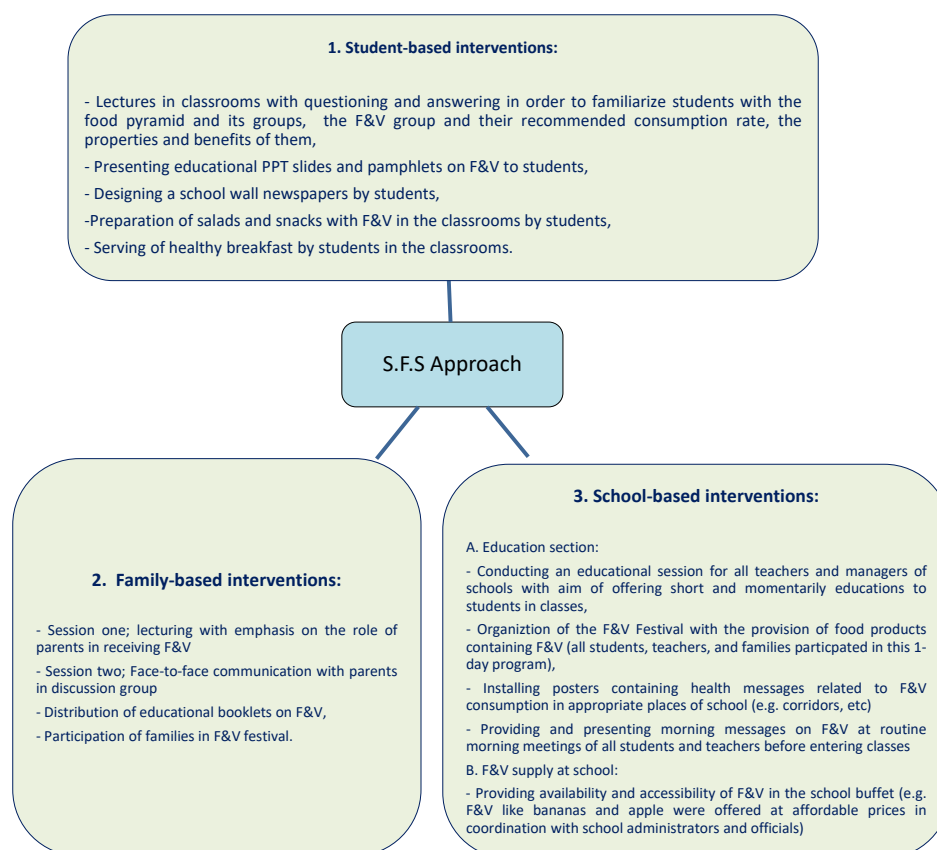 1. Student-based interventions:
- Lectures in classrooms with questioning and answering in order to familiarize students with the
food pyramid and its groups, the F&V group and their recommended consumption rate, the
properties and benefits of them,
- Presenting educational PPT slides and pamphlets on F&V to students,
- Designing a school wall newspapers by students,
-Preparation of salads and snacks with F&V in the classrooms by students,
- Serving of healthy breakfast by students in the classrooms.
S.F.S Approach
2. Family-based interventions:
- Session one; lecturing with emphasis on the role of
parents in receiving F&V
- Session two; Face-to-face communication with parents
in discussion group
- Distribution of educational booklets on F&V,
- Participation of families in F&V festival.
3. School-based interventions:
A. Education section:
- Conducting an educational session for all teachers and managers of
schools with aim of offering short and momentarily educations to
students in classes,
- Organiztion of the F&V Festival with the provision of food products
containing F&V (all students, teachers, and families particpated in this 1-
day program),
- Installing posters containing health messages related to F&V
consumption in appropriate places of school (e.g. corridors, etc)
- Providing and presenting morning messages on F&V at routine
morning meetings of all students and teachers before entering classes
B. F&V supply at school:
- Providing availability and accessibility of F&V in the school buffet (e.g.
F&V like bananas and apple were offered at affordable prices in
coordination with school administrators and officials)